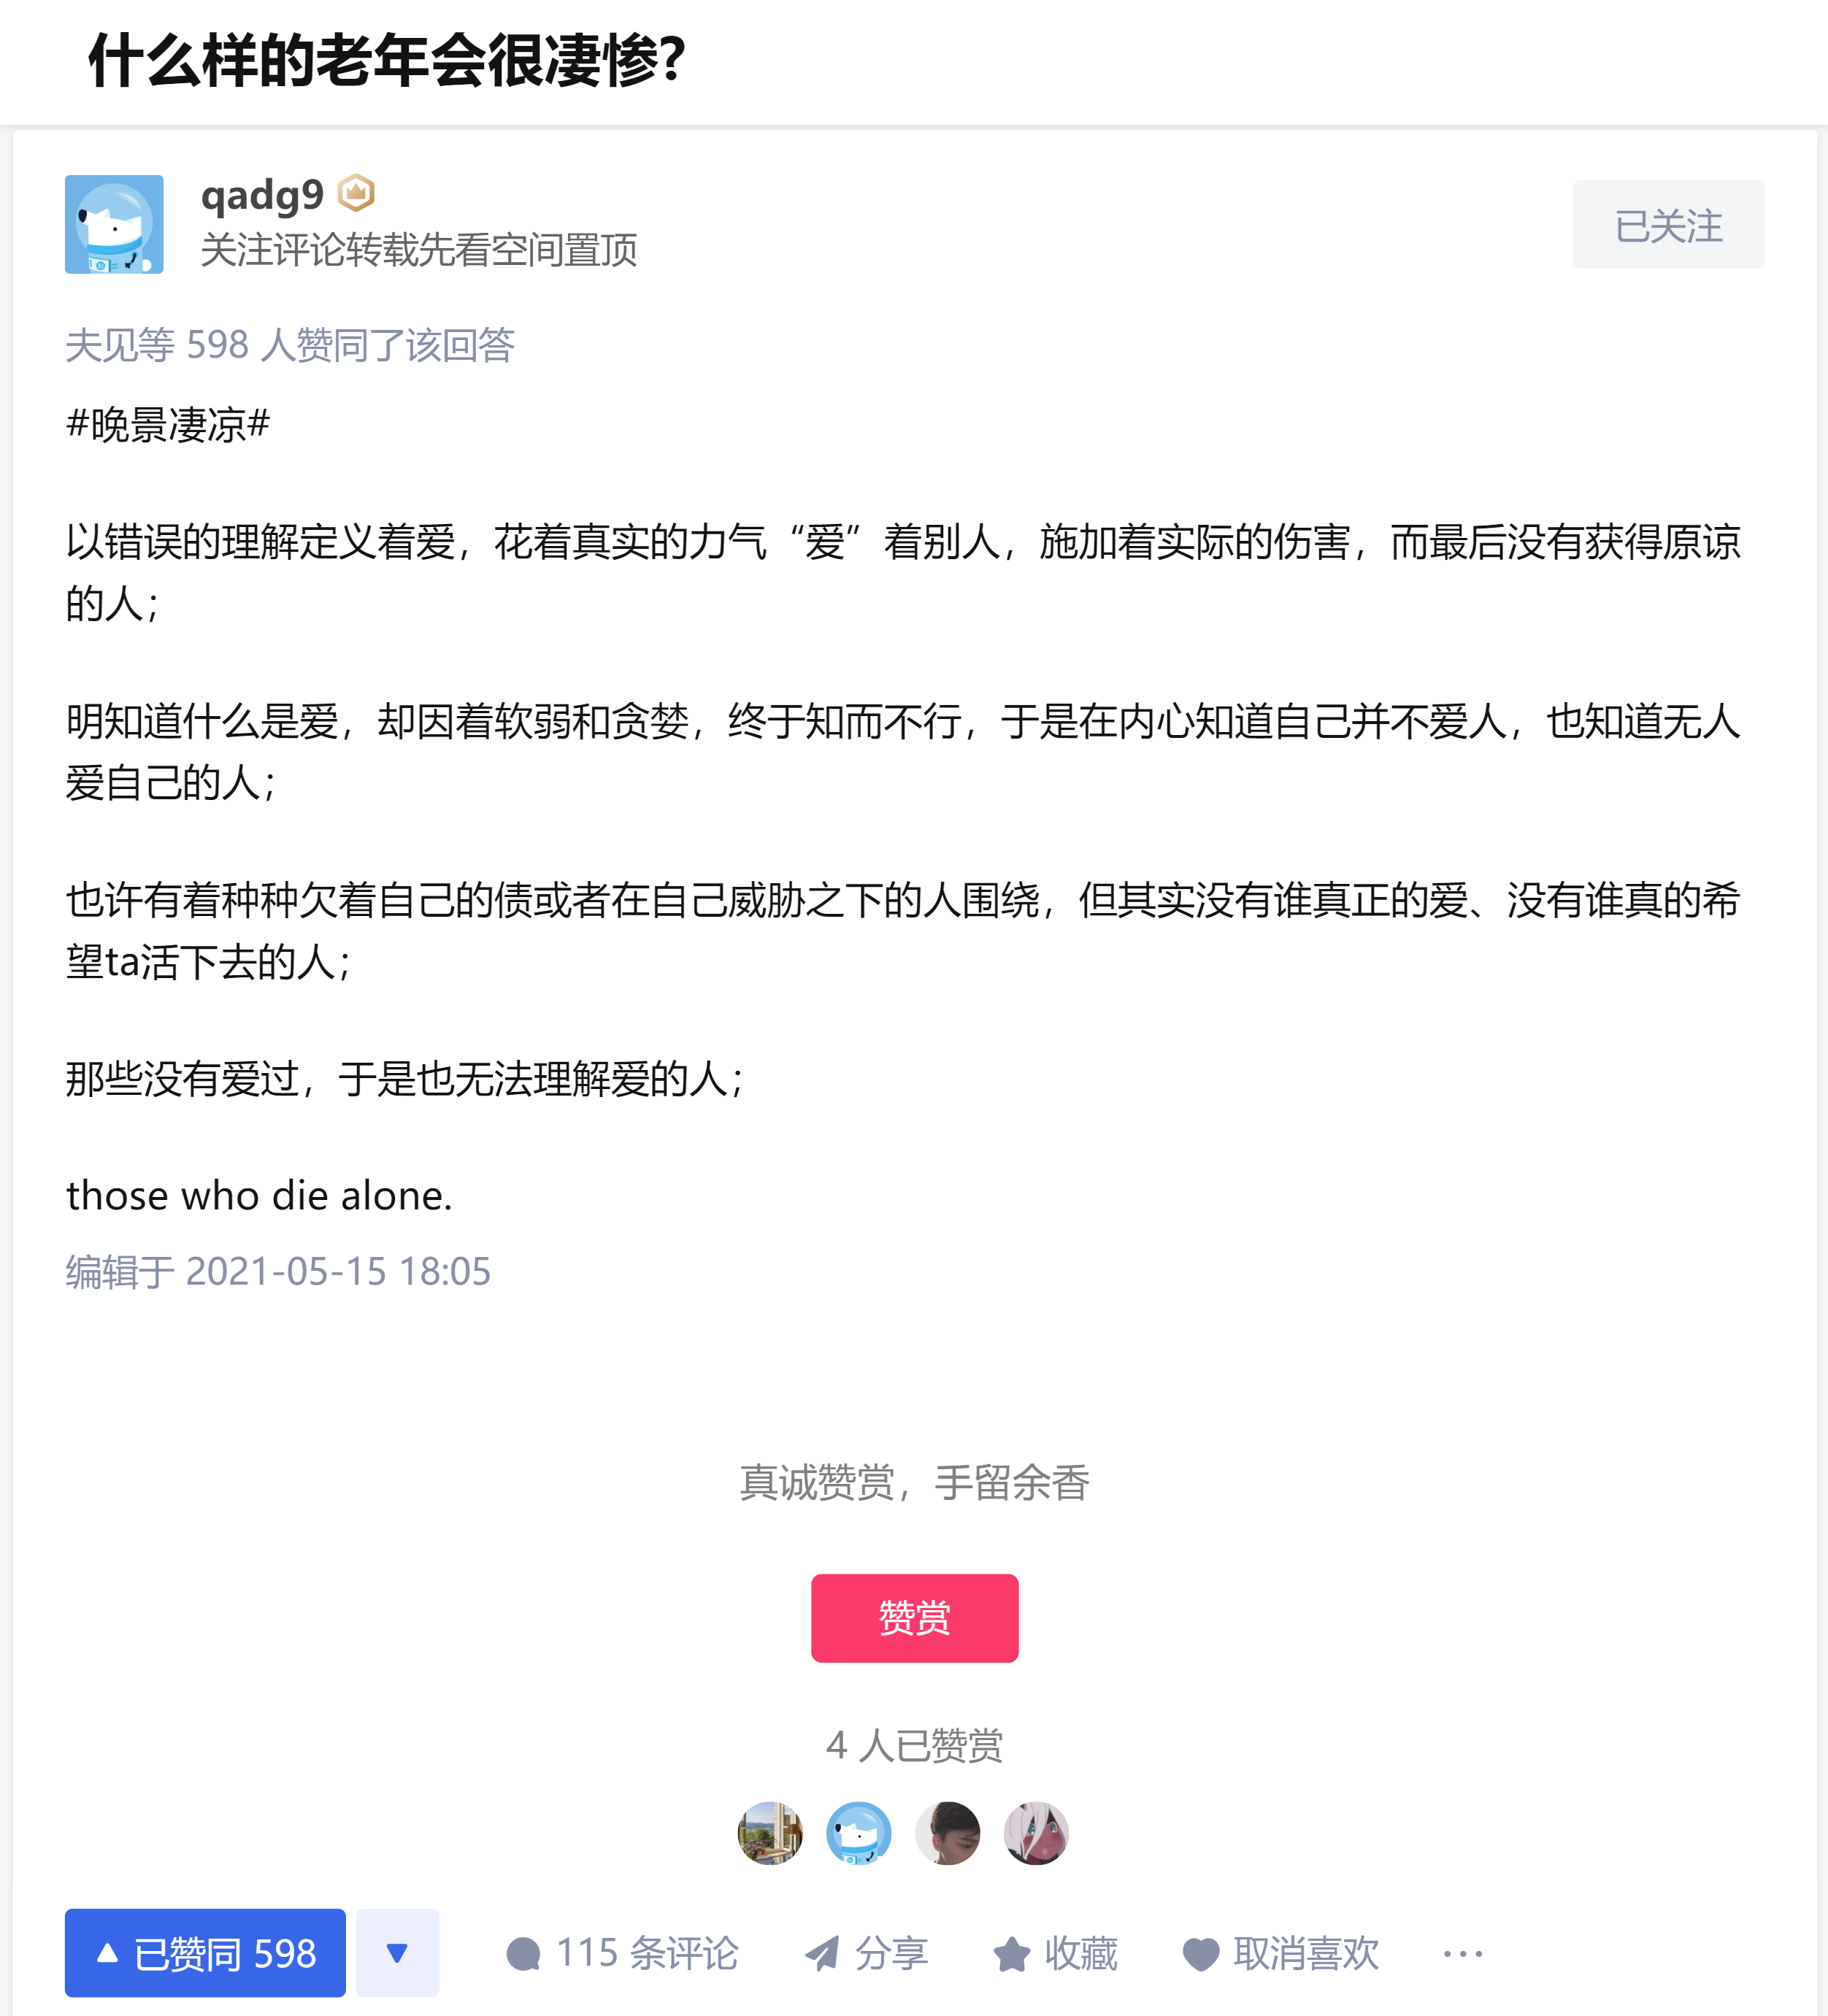 什么样的老年会很凄惨?
qadg9
关注评论转载先看空间置顶
已关注
夫见等 598 人赞同了该回答
#晚景凄凉#
以错误的理解定义着爱，花着真实的力气“爱”着别人，施加着实际的伤害，而最后没有获得原谅
的人；
明知道什么是爱，却因着软弱和贪婪，终于知而不行，于是在内心知道自己并不爱人，也知道无人
爱自己的人；
也许有着种种欠着自己的债或者在自己威胁之下的人围绕，但其实没有谁真正的爱、没有谁真的希
望ta活下去的人；
那些没有爱过，于是也无法理解爱的人；
those who die alone.
编辑于 2021-05-15 18:05
真诚赞赏，手留余香
赞赏
4 人已赞赏
已赞同 598
115 条评论
分享
收藏
取消喜欢